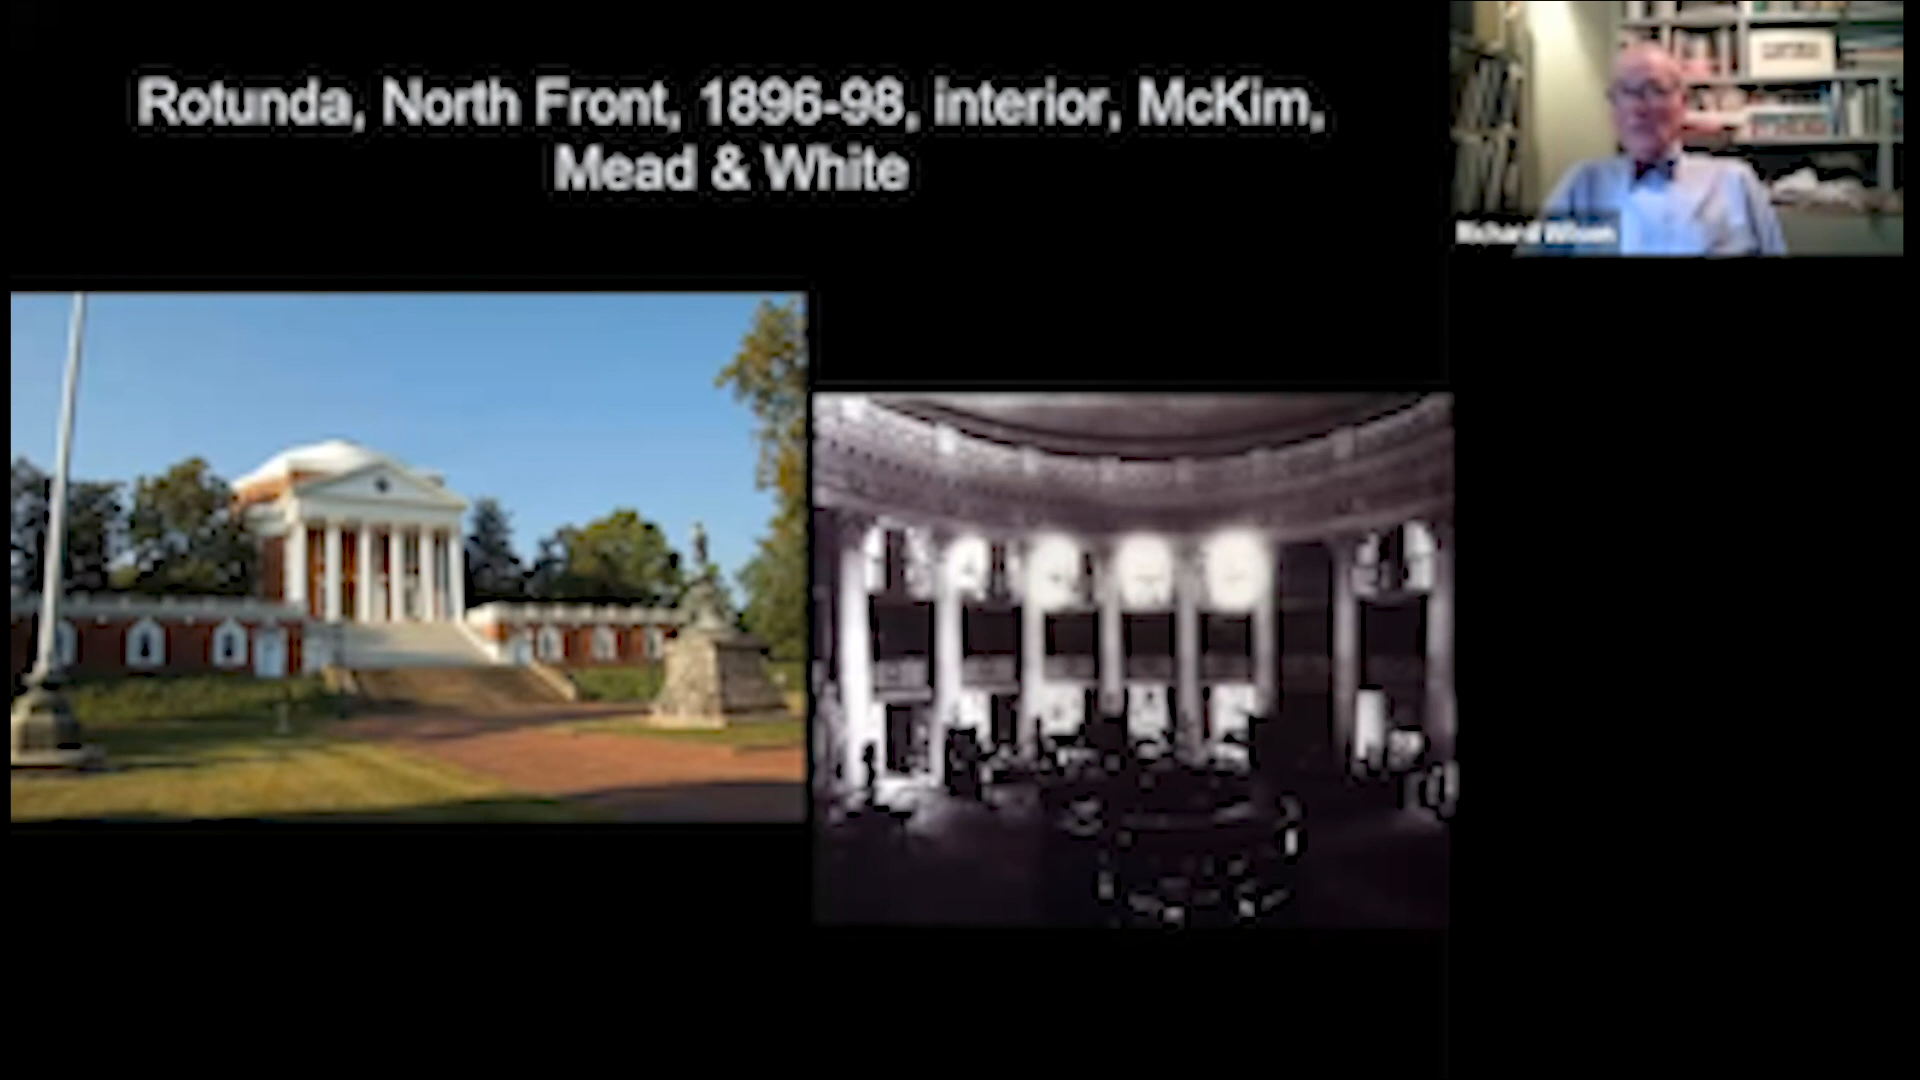 Rotunda, North Front, 1896-98, interior, McKim,
Mead & White
Richard Wilson